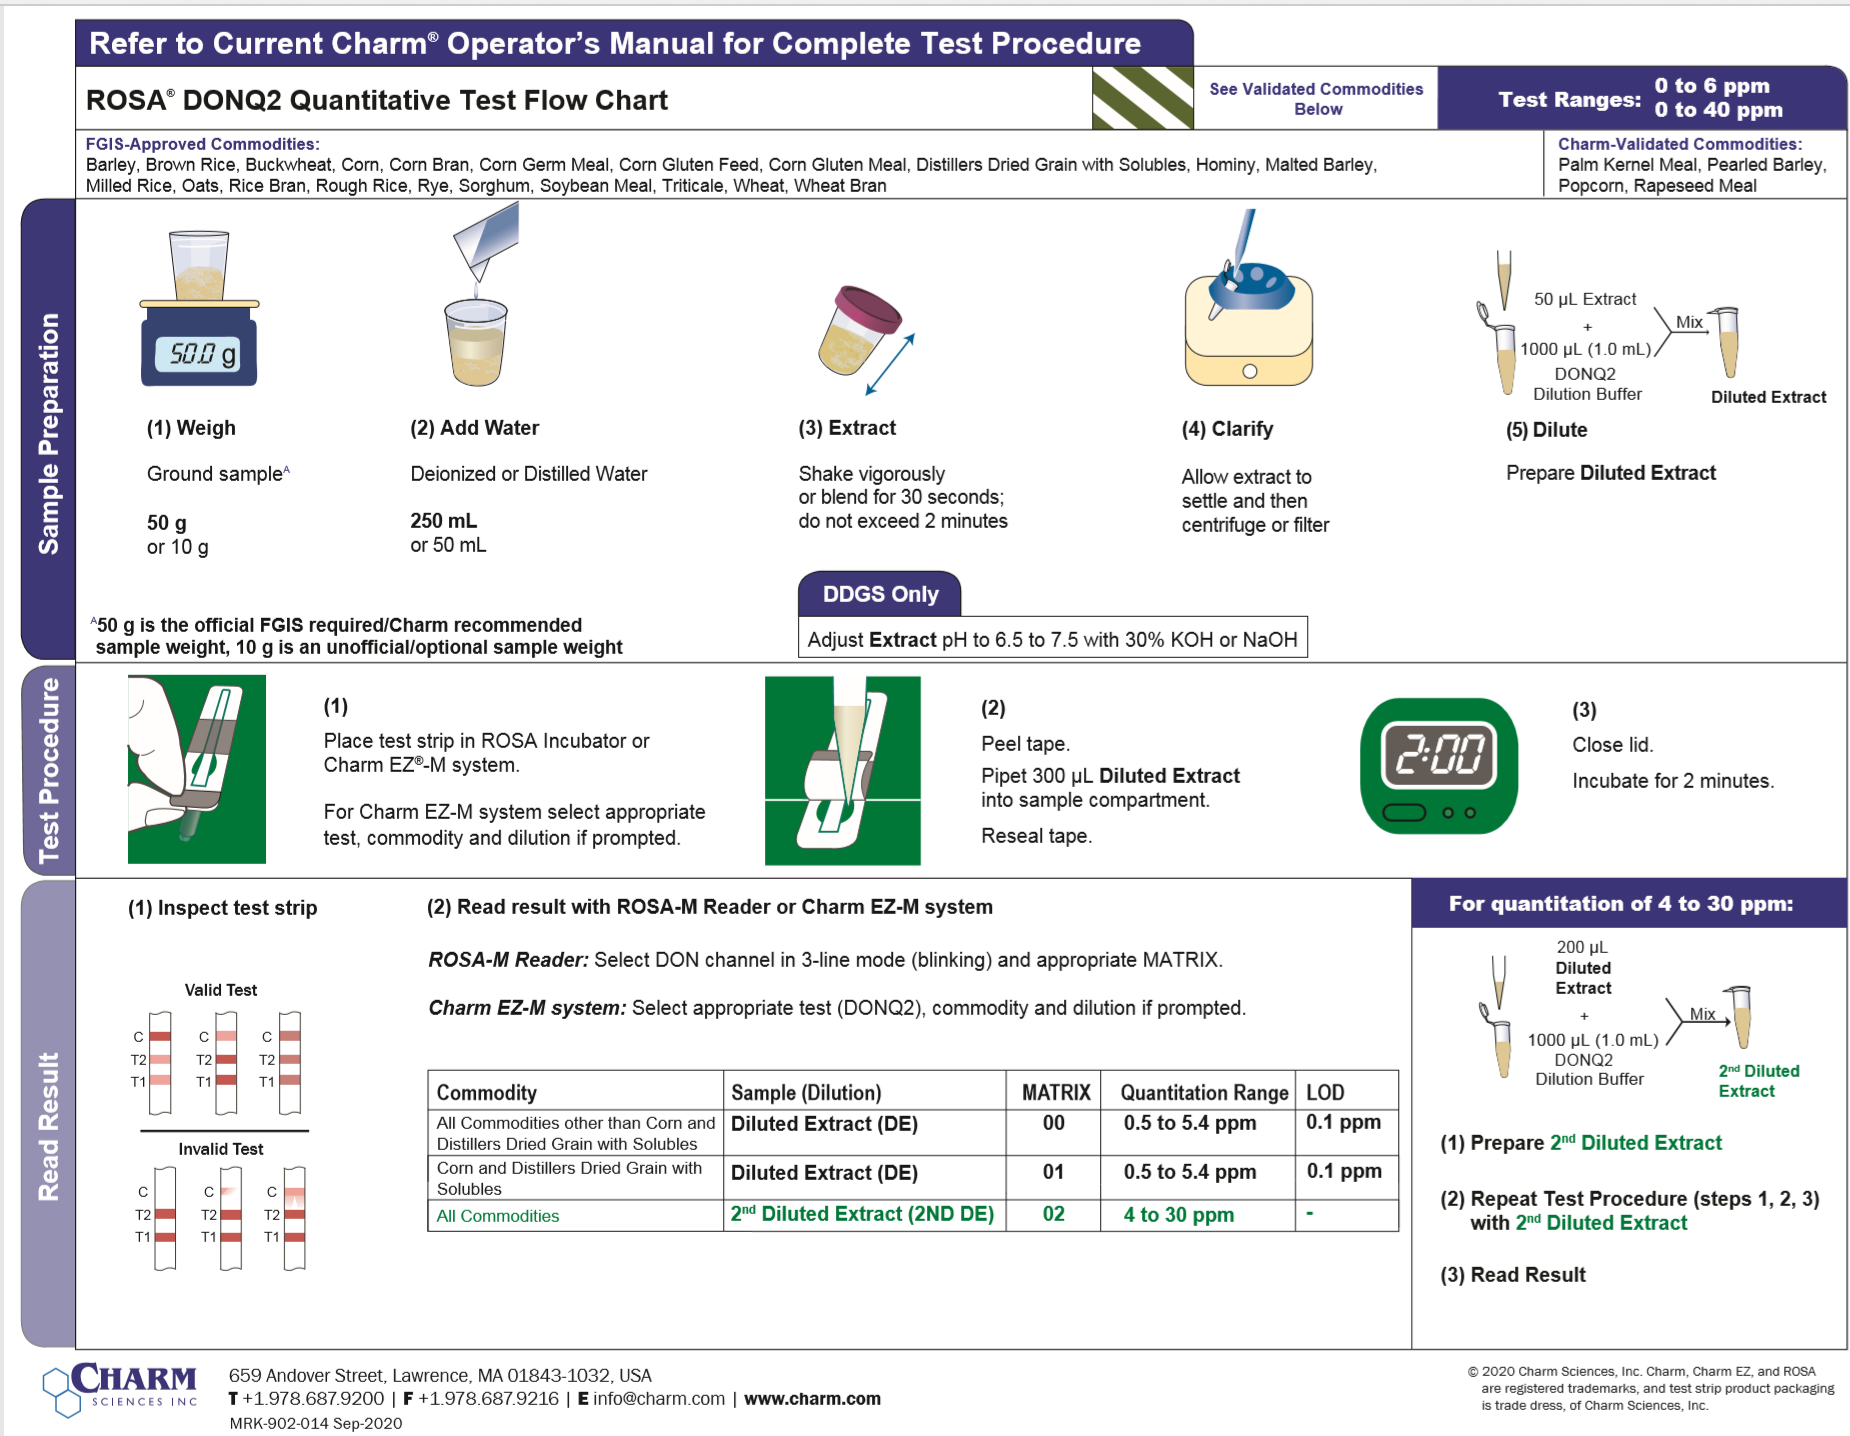 Refer to Current Charm® Operator's Manual for Complete Test Procedure
ROSA® DONQ2 Quantitative Test Flow Chart
See Validated Commodities
Below
Test Ranges:
0 to 6 ppm
0 to 40 ppm
FGIS-Approved Commodities:
Barley, Brown Rice, Buckwheat, Corn, Corn Bran, Corn Germ Meal, Corn Gluten Feed, Corn Gluten Meal, Distillers Dried Grain with Solubles, Hominy, Malted Barley,
Milled Rice, Oats, Rice Bran, Rough Rice, Rye, Sorghum, Soybean Meal, Triticale, Wheat, Wheat Bran
Charm-Validated Commodities:
Palm Kernel Meal, Pearled Barley,
Popcorn, Rapeseed Meal
Sample Preparation
50.0 g
(1) Weigh
Ground sampleᴬ
50 g
or 10 g
(2) Add Water
Deionized or Distilled Water
250 mL
or 50 mL
(3) Extract
Shake vigorously
or blend for 30 seconds;
do not exceed 2 minutes
(4) Clarify
Allow extract to
settle and then
centrifuge or filter
50 µL Extract
+
1000 µL (1.0 mL)
DONQ2
Dilution Buffer
Mix
Diluted Extract
(5) Dilute
Prepare Diluted Extract
ᴬ50 g is the official FGIS required/Charm recommended
sample weight, 10 g is an unofficial/optional sample weight
DDGS Only
Adjust Extract pH to 6.5 to 7.5 with 30% KOH or NaOH
Test Procedure
(1)
Place test strip in ROSA Incubator or
Charm EZ®-M system.
For Charm EZ-M system select appropriate
test, commodity and dilution if prompted.
(2)
Peel tape.
Pipet 300 µL Diluted Extract
into sample compartment.
Reseal tape.
2:00
(3)
Close lid.
Incubate for 2 minutes.
Read Result
(1) Inspect test strip
Valid Test
C C C
T2 T2 T2
T1 T1 T1
Invalid Test
C C C
T2 T2 T2
T1 T1 T1
(2) Read result with ROSA-M Reader or Charm EZ-M system
ROSA-M Reader: Select DON channel in 3-line mode (blinking) and appropriate MATRIX.
Charm EZ-M system: Select appropriate test (DONQ2), commodity and dilution if prompted.
Commodity Sample (Dilution) MATRIX Quantitation Range LOD
All Commodities other than Corn and
Distillers Dried Grain with Solubles
Diluted Extract (DE) 00 0.5 to 5.4 ppm 0.1 ppm
Corn and Distillers Dried Grain with
Solubles
Diluted Extract (DE) 01 0.5 to 5.4 ppm 0.1 ppm
All Commodities 2nd Diluted Extract (2ND DE) 02 4 to 30 ppm -
For quantitation of 4 to 30 ppm:
200 µL
Diluted
Extract
+
1000 µL (1.0 mL)
DONQ2
Dilution Buffer
Mix
2nd Diluted
Extract
(1) Prepare 2nd Diluted Extract
(2) Repeat Test Procedure (steps 1, 2, 3)
with 2nd Diluted Extract
(3) Read Result
CHARM
SCIENCES INC
659 Andover Street, Lawrence, MA 01843-1032, USA
T +1.978.687.9200 | F +1.978.687.9216 | E info@charm.com | www.charm.com
MRK-902-014 Sep-2020
© 2020 Charm Sciences, Inc. Charm, Charm EZ, and ROSA
are registered trademarks, and test strip product packaging
is trade dress, of Charm Sciences, Inc.